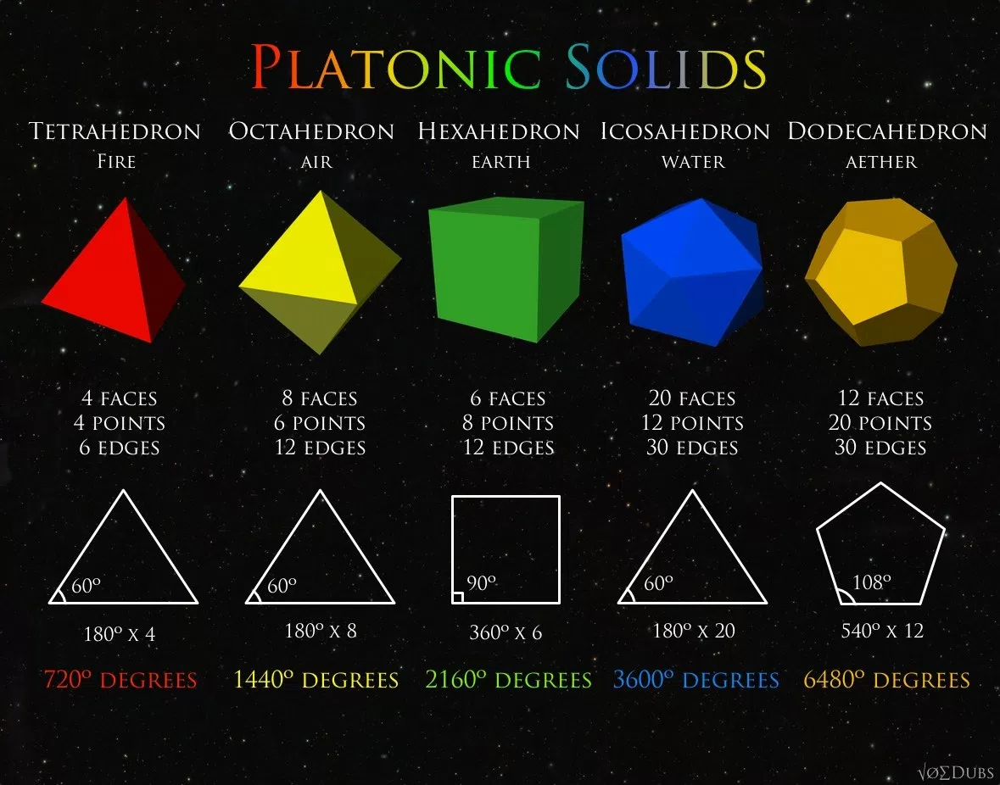 Platonic Solids
Tetrahedron
Fire
Octahedron
air
Hexahedron
earth
Icosahedron
water
Dodecahedron
aether
4 faces
4 points
6 edges
8 faces
6 points
12 edges
6 faces
8 points
12 edges
20 faces
12 points
30 edges
12 faces
20 points
30 edges
60º
60º
90º
60º
108º
180º x 4
180º x 8
360º x 6
180º x 20
540º x 12
720º degrees
1440º degrees
2160º degrees
3600º degrees
6480º degrees
√ø∑Dubs